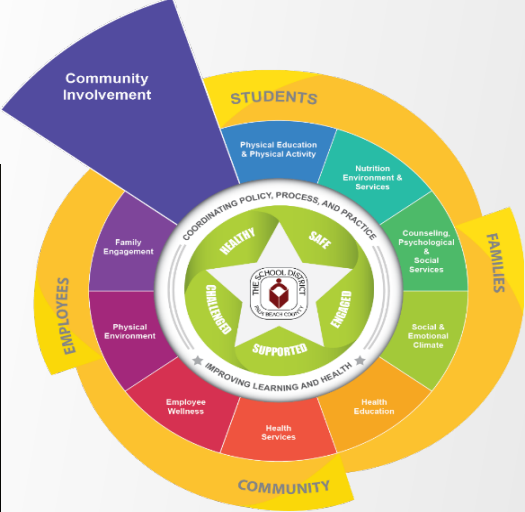 Community
Involvement
STUDENTS
Physical Education
& Physical Activity
Nutrition
Environment &
Services
Counseling,
Psychological
&
Social
Services
FAMILIES
Social &
Emotional
Climate
Health
Education
Health
Services
COMMUNITY
Employee
Wellness
Physical
Environment
EMPLOYEES
Family
Engagement
COORDINATING POLICY, PROCESS, AND PRACTICE
IMPROVING LEARNING AND HEALTH
HEALTHY
SAFE
ENGAGED
SUPPORTED
CHALLENGED
THE SCHOOL DISTRICT
PALM BEACH COUNTY